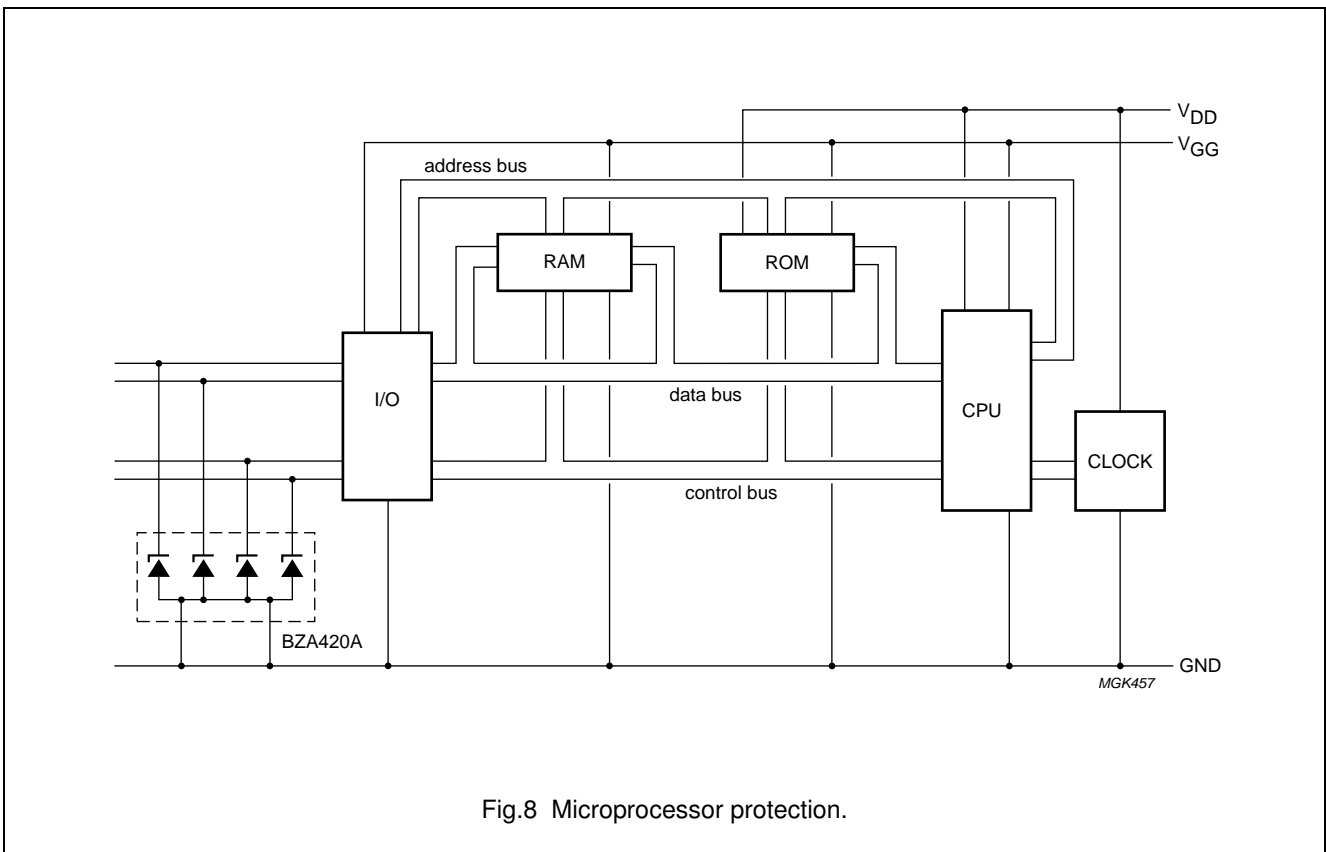 VDD
VGG
address bus
RAM
ROM
I/O
data bus
CPU
CLOCK
control bus
BZA420A
GND
MGK457
Fig.8 Microprocessor protection.